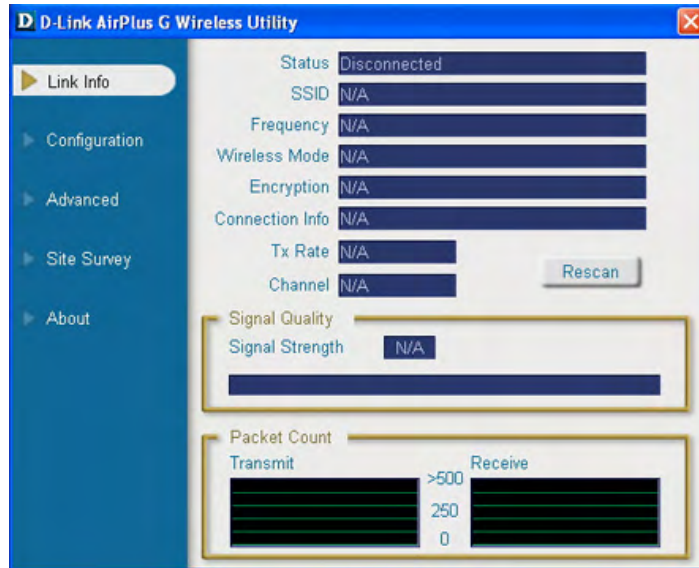 D D-Link AirPlus G Wireless Utility
Link Info
Configuration
Advanced
Site Survey
About
Status Disconnected
SSID N/A
Frequency N/A
Wireless Mode N/A
Encryption N/A
Connection Info N/A
Tx Rate N/A
Channel N/A
Rescan
Signal Quality
Signal Strength N/A
Packet Count
Transmit
Receive
>500
250
0